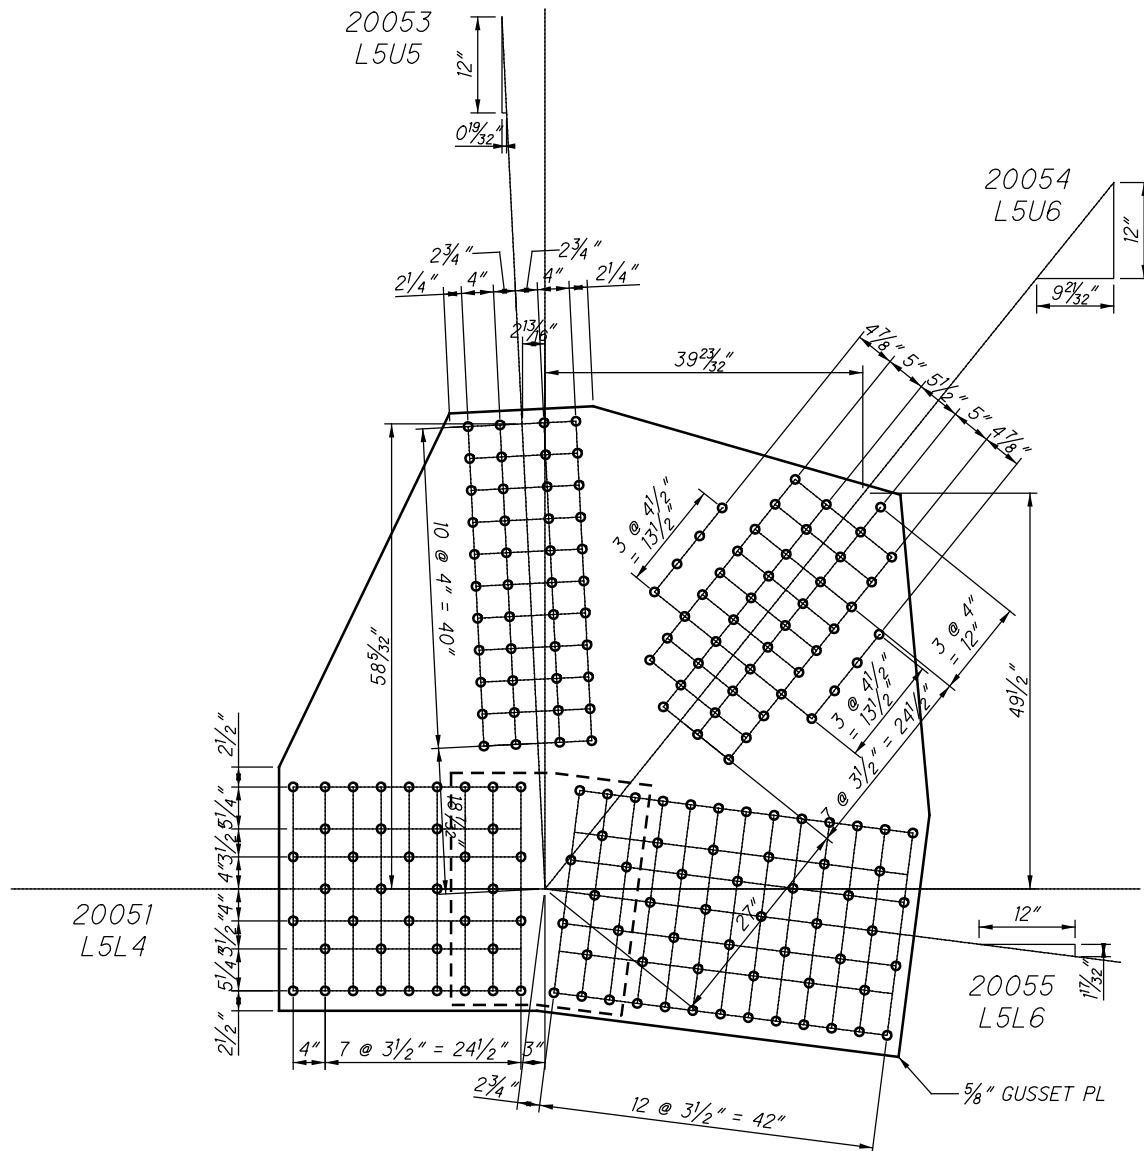 20053
L5U5
12"
0 19/32"
20054
L5U6
12"
9 21/32"
2 3/4"
2 3/4"
2 1/4"
4"
4"
2 1/4"
2 13/16"
39 23/32"
4 7/8"
5"
5 1/2"
5"
4 7/8"
3 @ 4 1/2"
= 13 1/2"
10 @ 4" = 40"
58 5/32"
3 @ 4"
= 12"
3 @ 4 1/2"
= 13 1/2"
7 @ 3 1/2" = 24 1/2"
49 1/2"
2 1/2"
5 1/4"
3 1/2"
4"
4"
3 1/2"
5 1/4"
2 1/2"
20051
L5L4
27"
12"
1 17/32"
20055
L5L6
4"
7 @ 3 1/2" = 24 1/2"
3"
2 3/4"
12 @ 3 1/2" = 42"
5/8" GUSSET PL